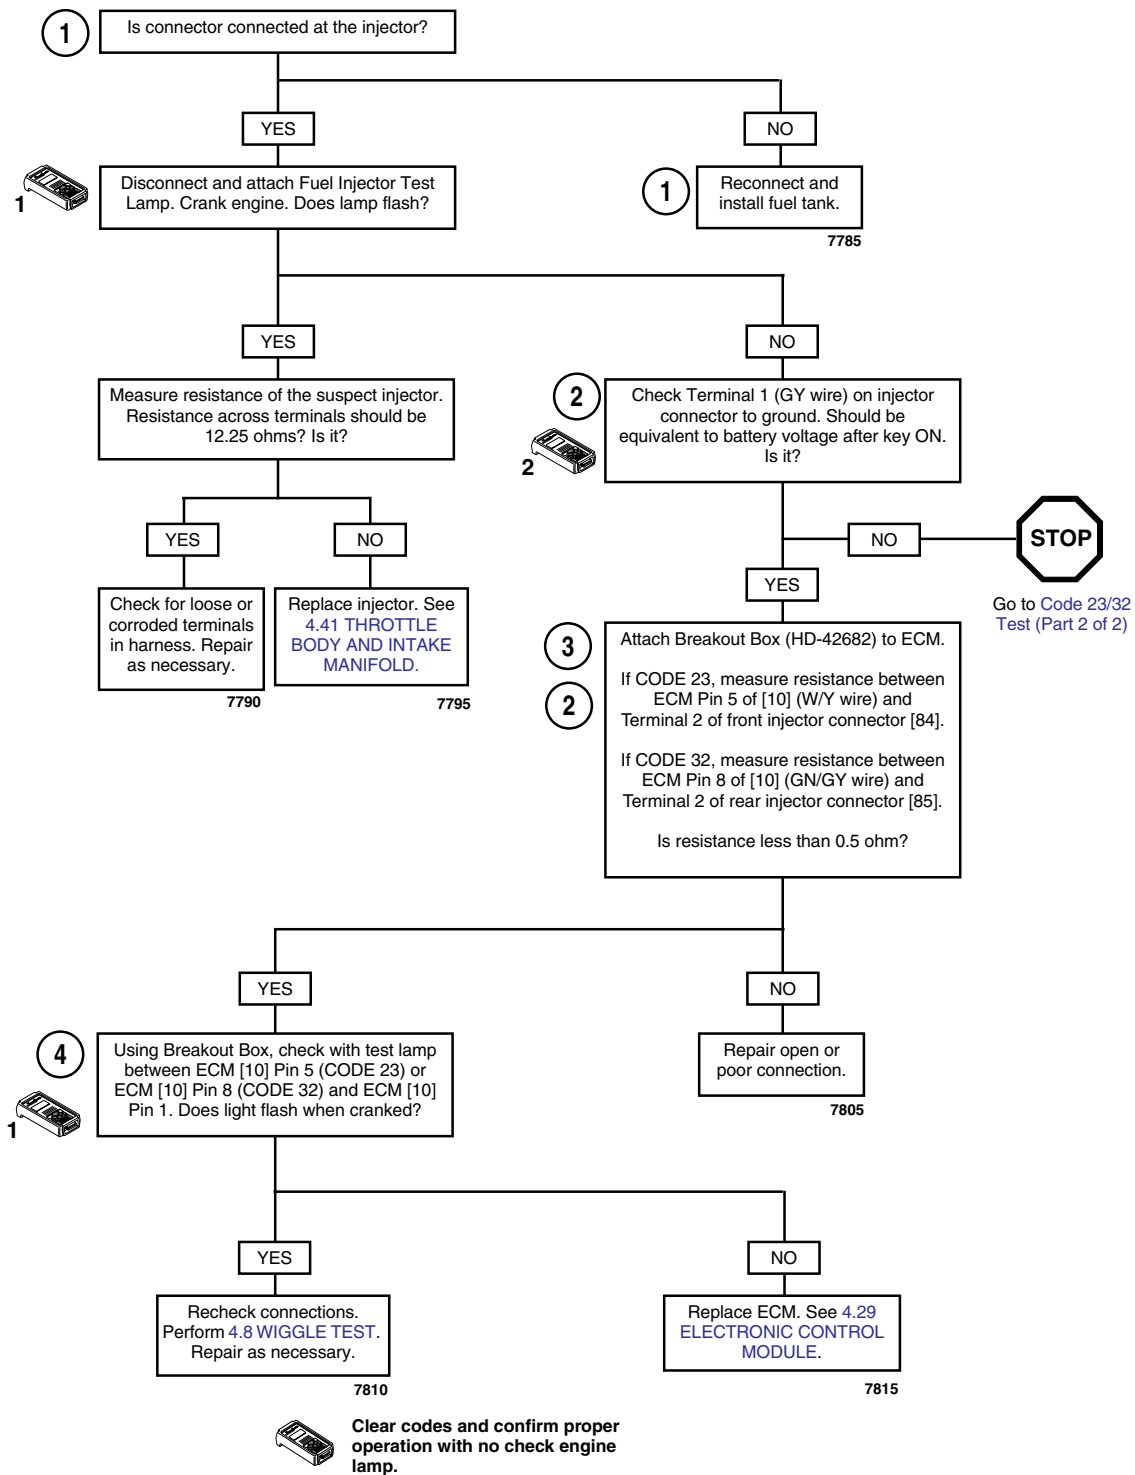 1
Is connector connected at the injector?
YES
NO
1
Disconnect and attach Fuel Injector Test
Lamp. Crank engine. Does lamp flash?
1
Reconnect and
install fuel tank.
7785
YES
NO
Measure resistance of the suspect injector.
Resistance across terminals should be
12.25 ohms? Is it?
2
2
Check Terminal 1 (GY wire) on injector
connector to ground. Should be
equivalent to battery voltage after key ON.
Is it?
YES
NO
NO
STOP
Go to Code 23/32
Test (Part 2 of 2)
YES
Check for loose or
corroded terminals
in harness. Repair
as necessary.
7790
Replace injector. See
4.41 THROTTLE
BODY AND INTAKE
MANIFOLD.
7795
3
2
Attach Breakout Box (HD-42682) to ECM.
If CODE 23, measure resistance between
ECM Pin 5 of [10] (W/Y wire) and
Terminal 2 of front injector connector [84].
If CODE 32, measure resistance between
ECM Pin 8 of [10] (GN/GY wire) and
Terminal 2 of rear injector connector [85].
Is resistance less than 0.5 ohm?
YES
NO
4
1
Using Breakout Box, check with test lamp
between ECM [10] Pin 5 (CODE 23) or
ECM [10] Pin 8 (CODE 32) and ECM [10]
Pin 1. Does light flash when cranked?
Repair open or
poor connection.
7805
YES
NO
Recheck connections.
Perform 4.8 WIGGLE TEST.
Repair as necessary.
7810
Replace ECM. See 4.29
ELECTRONIC CONTROL
MODULE.
7815
Clear codes and confirm proper
operation with no check engine
lamp.